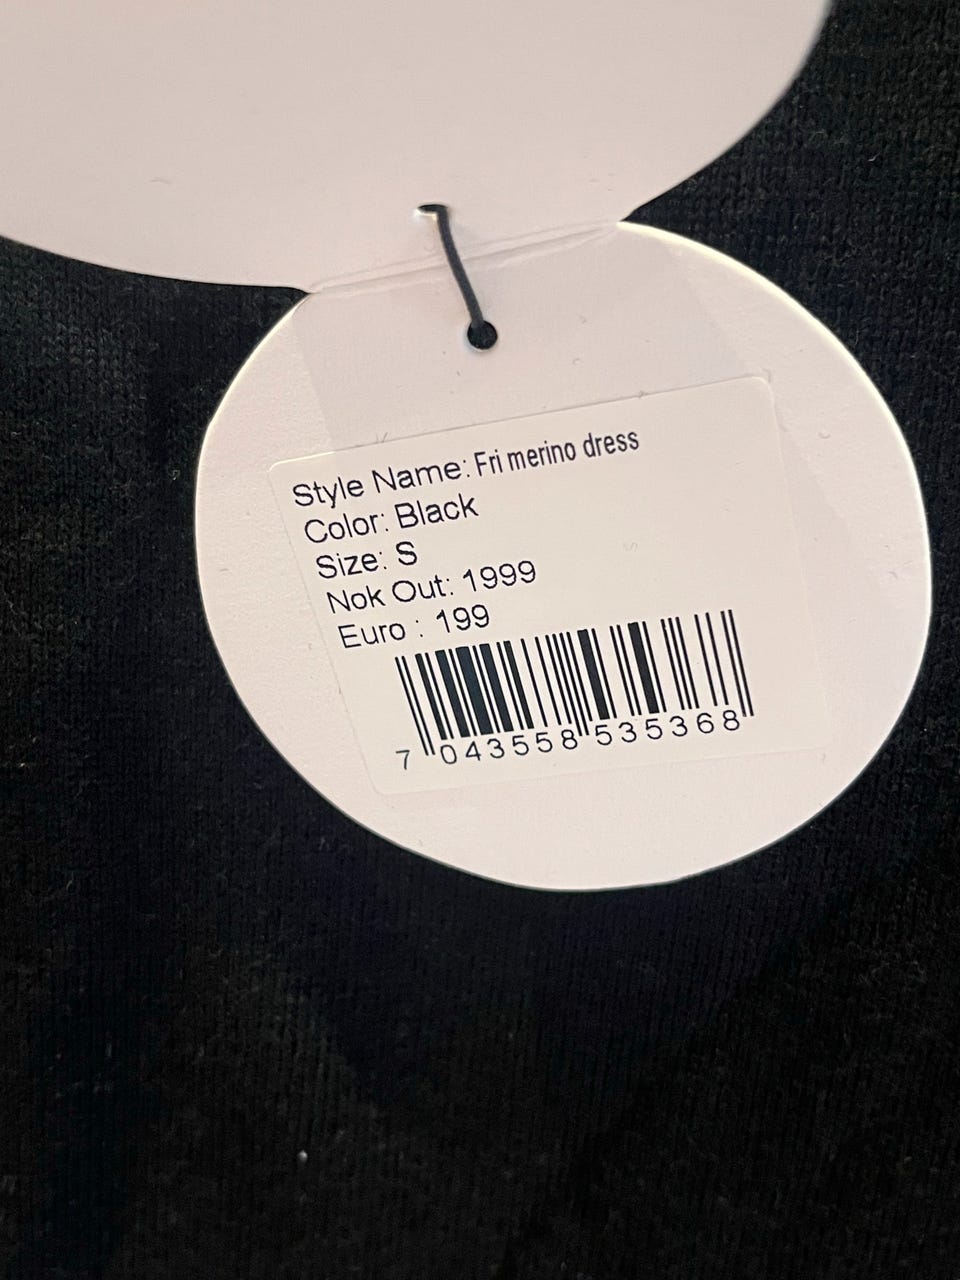 Style Name: Fri merino dress
Color: Black
Size: S
Nok Out: 1999
Euro : 199
7 043558 535368